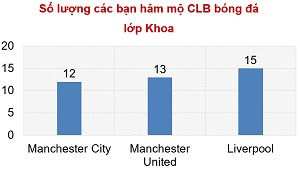 Số lượng các bạn hâm mộ CLB bóng đá
lớp Khoa
20
15
10
5
0
12
13
15
Manchester City
Manchester
United
Liverpool